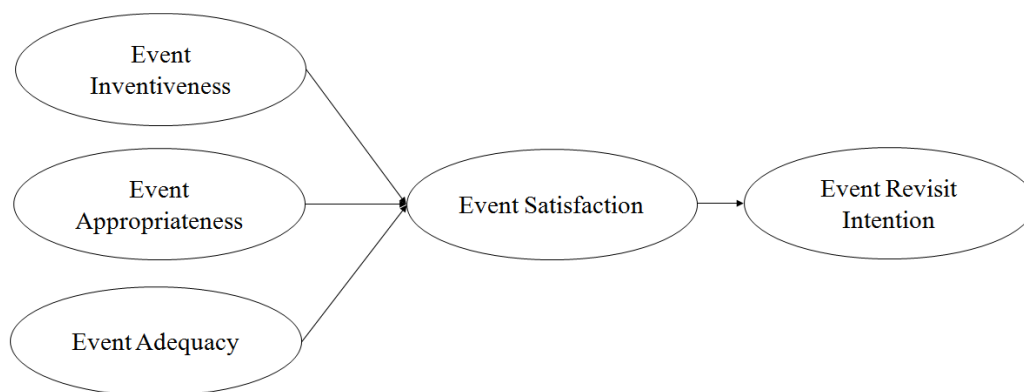 Event
Inventiveness
Event
Appropriateness
Event Adequacy
Event Satisfaction
Event Revisit
Intention